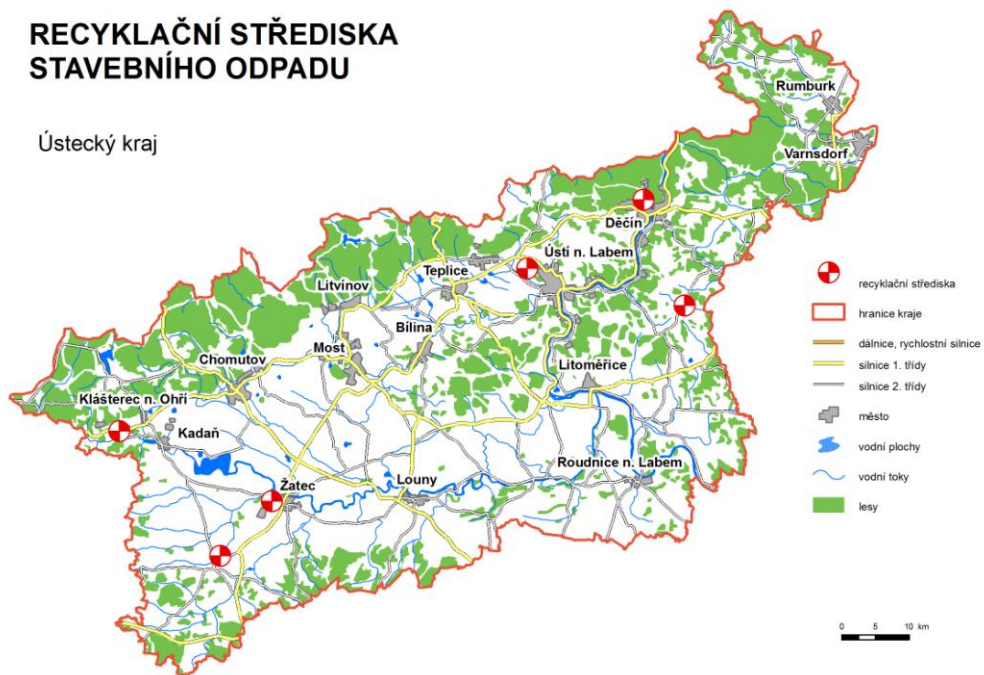 RECYKLAČNÍ STŘEDISKA
STAVEBNÍHO ODPADU
Ústecký kraj
Rumburk
Varnsdorf
Děčín
Ústí n. Labem
Teplice
Litvínov
Bílina
Most
Chomutov
Litoměřice
Klášterec n. Ohří
Kadaň
Roudnice n. Labem
Louny
Žatec
recyklační střediska
hranice kraje
dálnice, rychlostní silnice
silnice 1. třídy
silnice 2. třídy
město
vodní plochy
vodní toky
lesy
0 5 10 km